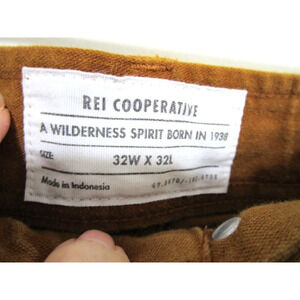 REI COOPERATIVE
A WILDERNESS SPIRIT BORN IN 1938
SIZE: 32W X 32L
Made in Indonesia